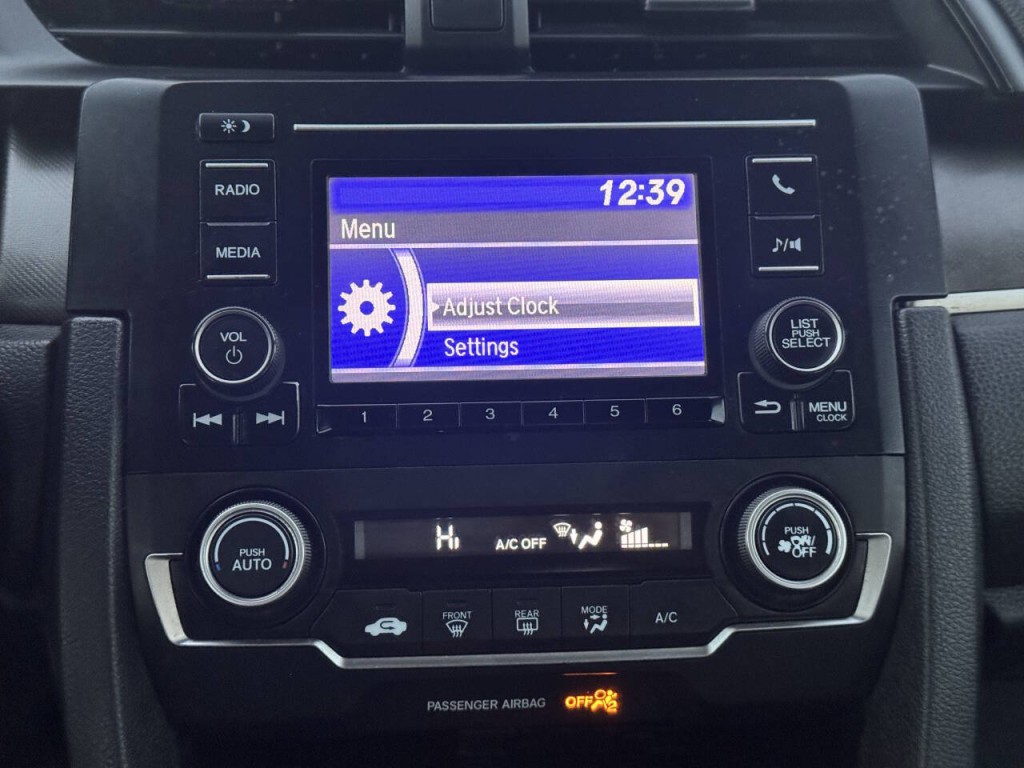 12:39
RADIO
Menu
MEDIA
Adjust Clock
VOL
LIST
PUSH
SELECT
Settings
1 2 3 4 5 6
MENU
CLOCK
PUSH
AUTO
Hi
A/C OFF
PUSH
/OFF
FRONT
REAR
MODE
A/C
PASSENGER AIRBAG
OFF
2